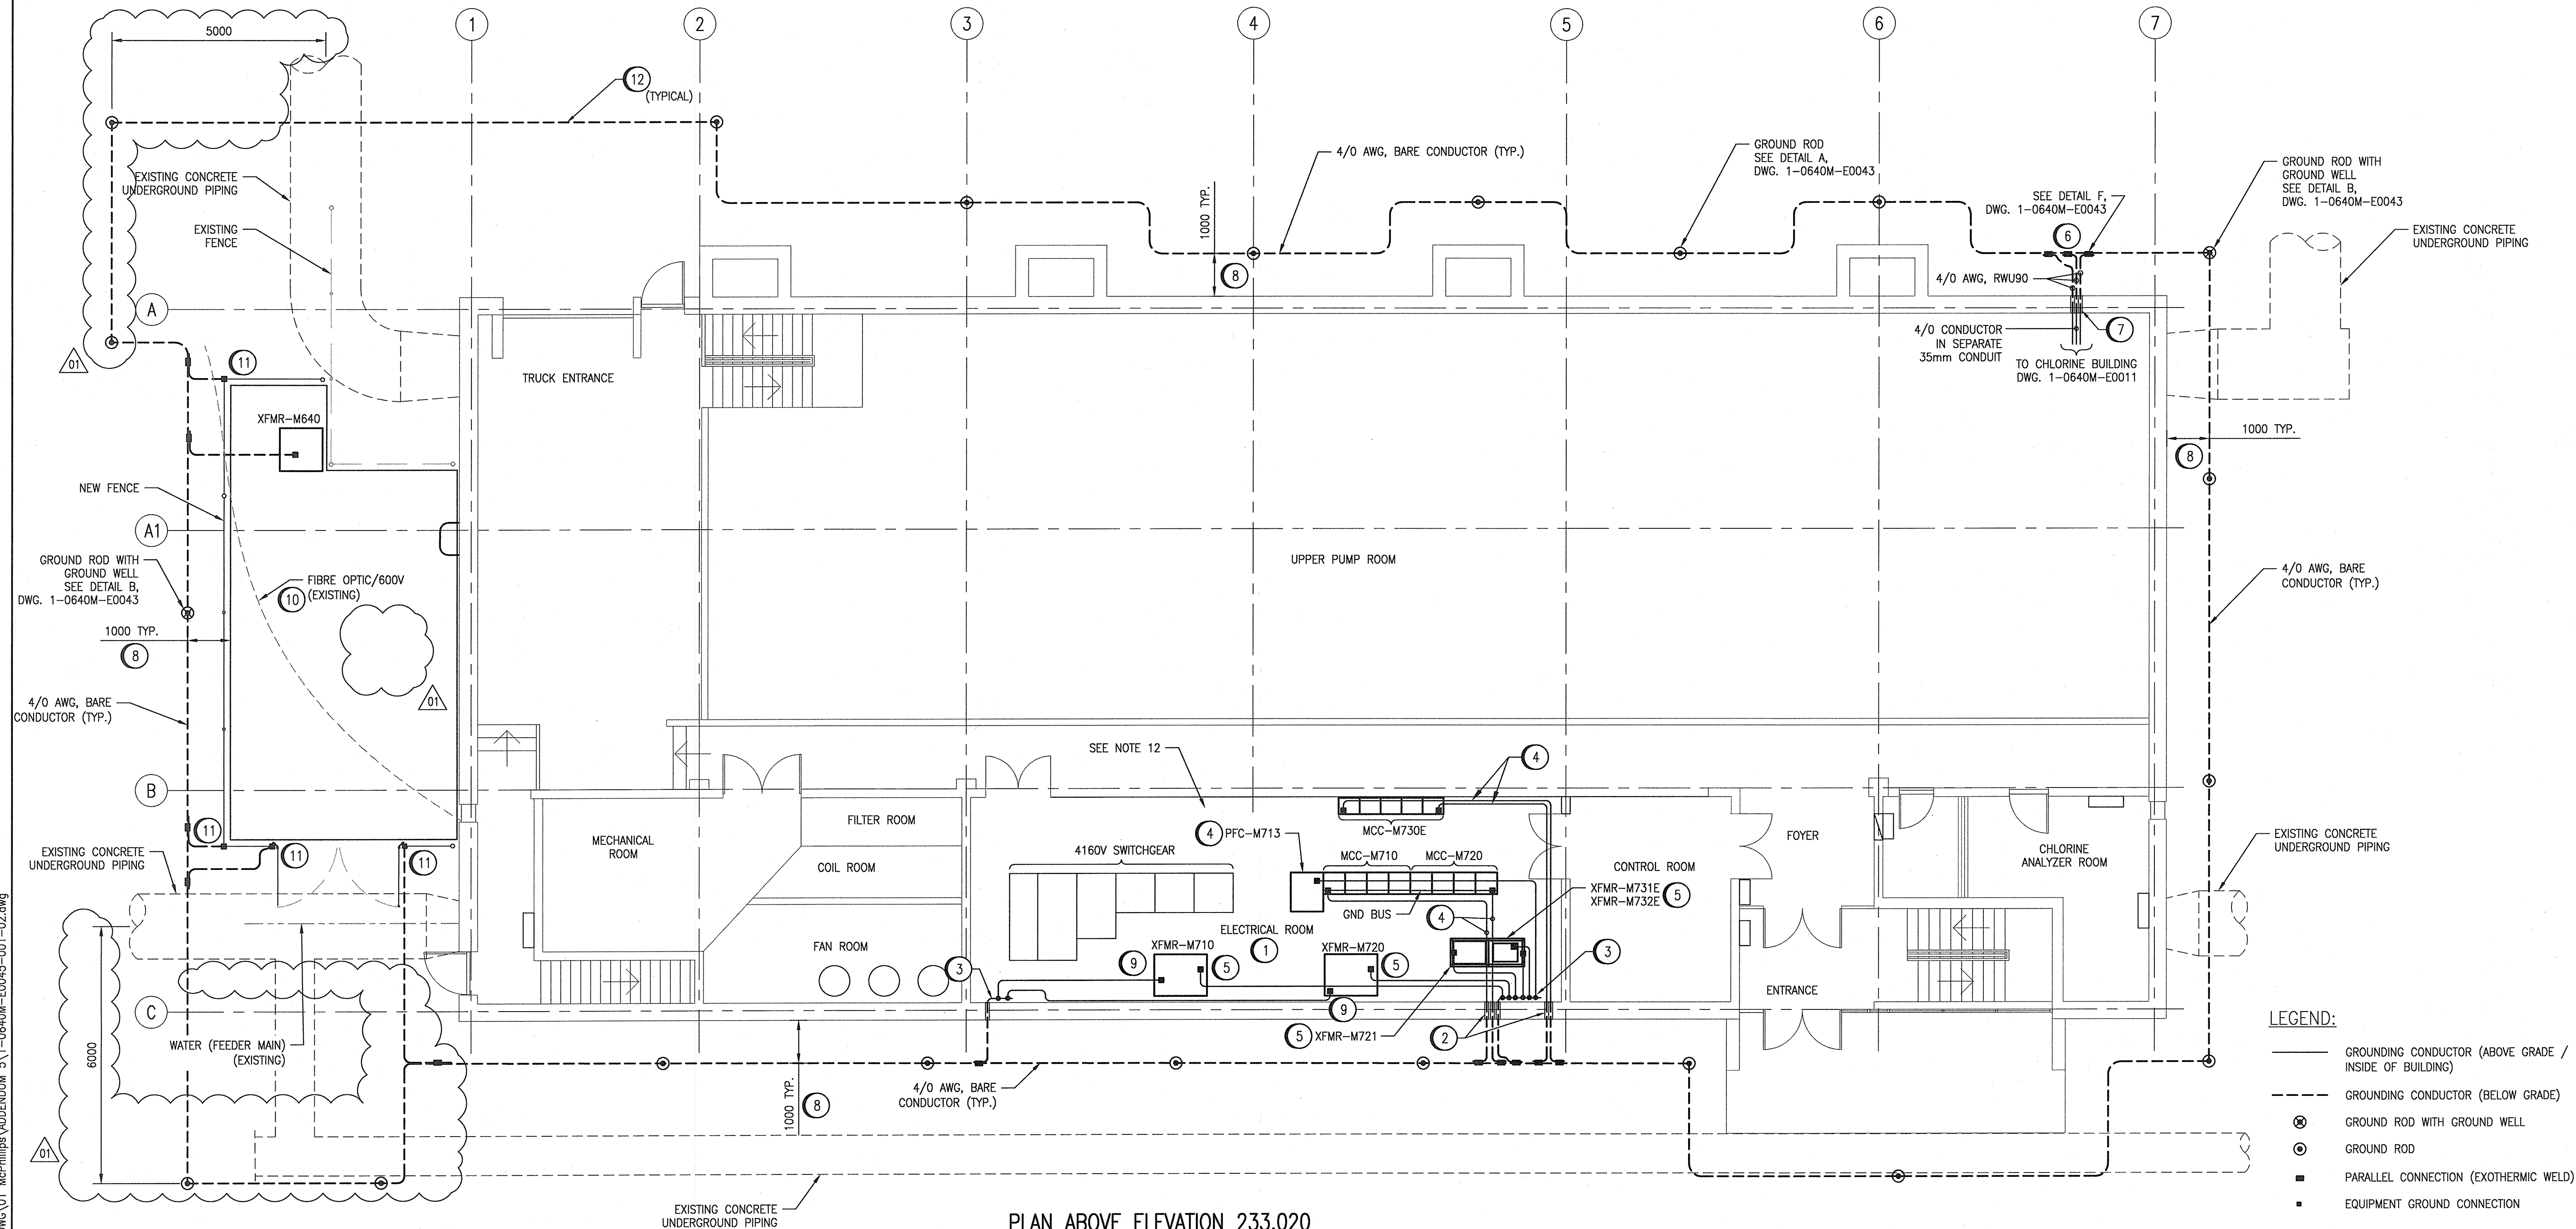 5000
1
2
3
4
5
6
7
12
(TYPICAL)
4/0 AWG, BARE CONDUCTOR (TYP.)
GROUND ROD
SEE DETAIL A,
DWG. 1-0640M-E0043
GROUND ROD WITH
GROUND WELL
SEE DETAIL B,
DWG. 1-0640M-E0043
EXISTING CONCRETE
UNDERGROUND PIPING
SEE DETAIL F,
DWG. 1-0640M-E0043
EXISTING CONCRETE
UNDERGROUND PIPING
EXISTING
FENCE
1000 TYP.
8
6
4/0 AWG, RWU90
A
7
4/0 CONDUCTOR
IN SEPARATE
35mm CONDUIT
TO CHLORINE BUILDING
DWG. 1-0640M-E0011
01
11
TRUCK ENTRANCE
XFMR-M640
1000 TYP.
8
NEW FENCE
A1
UPPER PUMP ROOM
GROUND ROD WITH
GROUND WELL
SEE DETAIL B,
DWG. 1-0640M-E0043
FIBRE OPTIC/600V
(EXISTING)
10
4/0 AWG, BARE
CONDUCTOR (TYP.)
1000 TYP.
8
01
4/0 AWG, BARE
CONDUCTOR (TYP.)
SEE NOTE 12
4
B
11
EXISTING CONCRETE
UNDERGROUND PIPING
11
11
MECHANICAL
ROOM
FILTER ROOM
COIL ROOM
FAN ROOM
4160V SWITCHGEAR
4
PFC-M713
MCC-M730E
MCC-M710
MCC-M720
CONTROL ROOM
FOYER
CHLORINE
ANALYZER ROOM
EXISTING CONCRETE
UNDERGROUND PIPING
XFMR-M731E
XFMR-M732E
5
GND BUS
4
ELECTRICAL ROOM
1
XFMR-M710
9
5
XFMR-M720
5
3
3
9
C
ENTRANCE
5
XFMR-M721
2
WATER (FEEDER MAIN)
(EXISTING)
6000
4/0 AWG, BARE
CONDUCTOR (TYP.)
1000 TYP.
8
01
EXISTING CONCRETE
UNDERGROUND PIPING
LEGEND:
GROUNDING CONDUCTOR (ABOVE GRADE /
INSIDE OF BUILDING)
GROUNDING CONDUCTOR (BELOW GRADE)
GROUND ROD WITH GROUND WELL
GROUND ROD
PARALLEL CONNECTION (EXOTHERMIC WELD)
EQUIPMENT GROUND CONNECTION
PLAN ABOVE ELEVATION 233.020